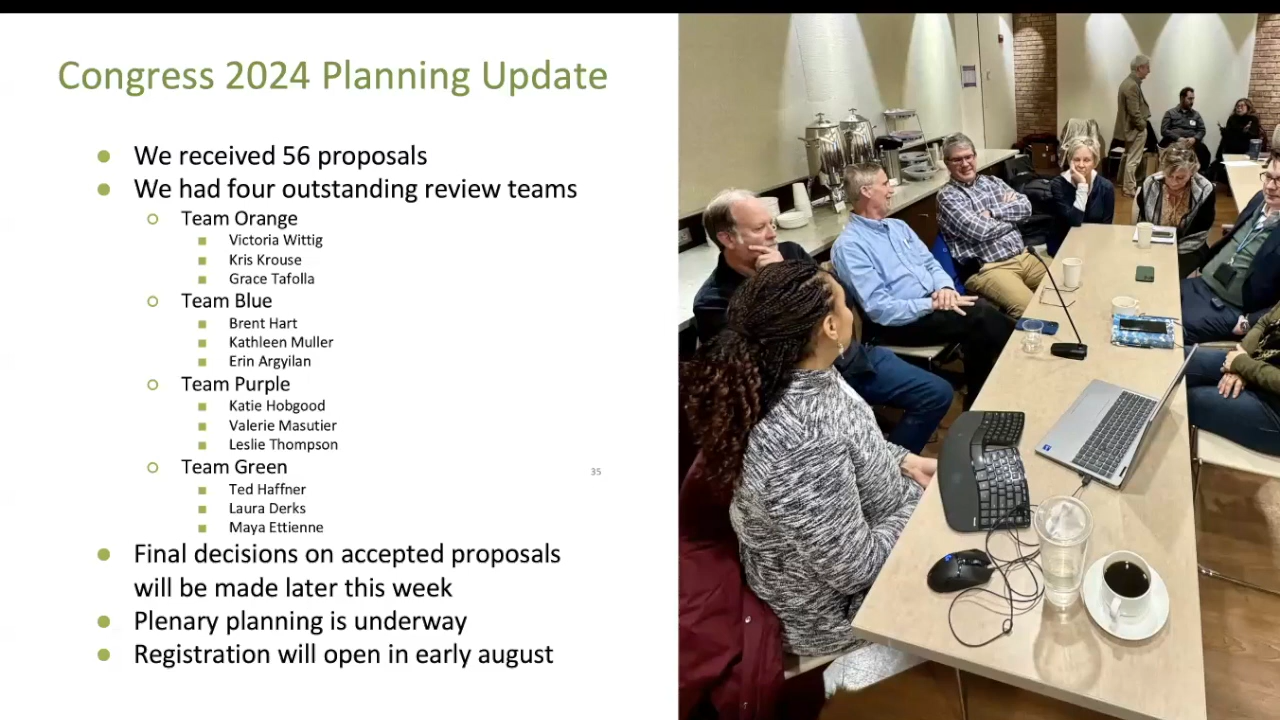 Congress 2024 Planning Update
We received 56 proposals
We had four outstanding review teams
Team Orange
Victoria Wittig
Kris Krouse
Grace Tafolla
Team Blue
Brent Hart
Kathleen Muller
Erin Argyilan
Team Purple
Katie Hobgood
Valerie Masutier
Leslie Thompson
Team Green
35
Ted Haffner
Laura Derks
Maya Ettienne
Final decisions on accepted proposals
will be made later this week
Plenary planning is underway
Registration will open in early august